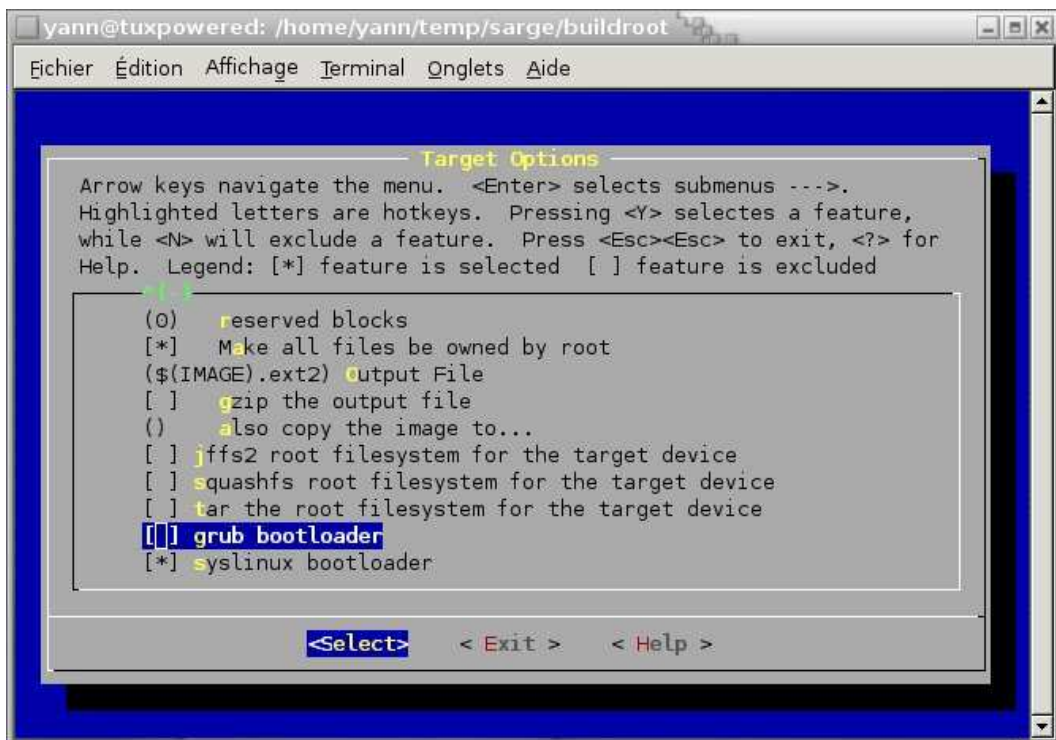 yann@tuxpowered: /home/yann/temp/sarge/buildroot
Fichier Édition Affichage Terminal Onglets Aide
Target Options
Arrow keys navigate the menu. <Enter> selects submenus --->.
Highlighted letters are hotkeys. Pressing <Y> selectes a feature,
while <N> will exclude a feature. Press <Esc><Esc> to exit, <?> for
Help. Legend: [*] feature is selected [ ] feature is excluded
^(-)
(0) reserved blocks
[*] Make all files be owned by root
($(IMAGE).ext2) Output File
[ ] gzip the output file
() also copy the image to...
[ ] jffs2 root filesystem for the target device
[ ] squashfs root filesystem for the target device
[ ] tar the root filesystem for the target device
[ ] grub bootloader
[*] syslinux bootloader
<Select> < Exit > < Help >